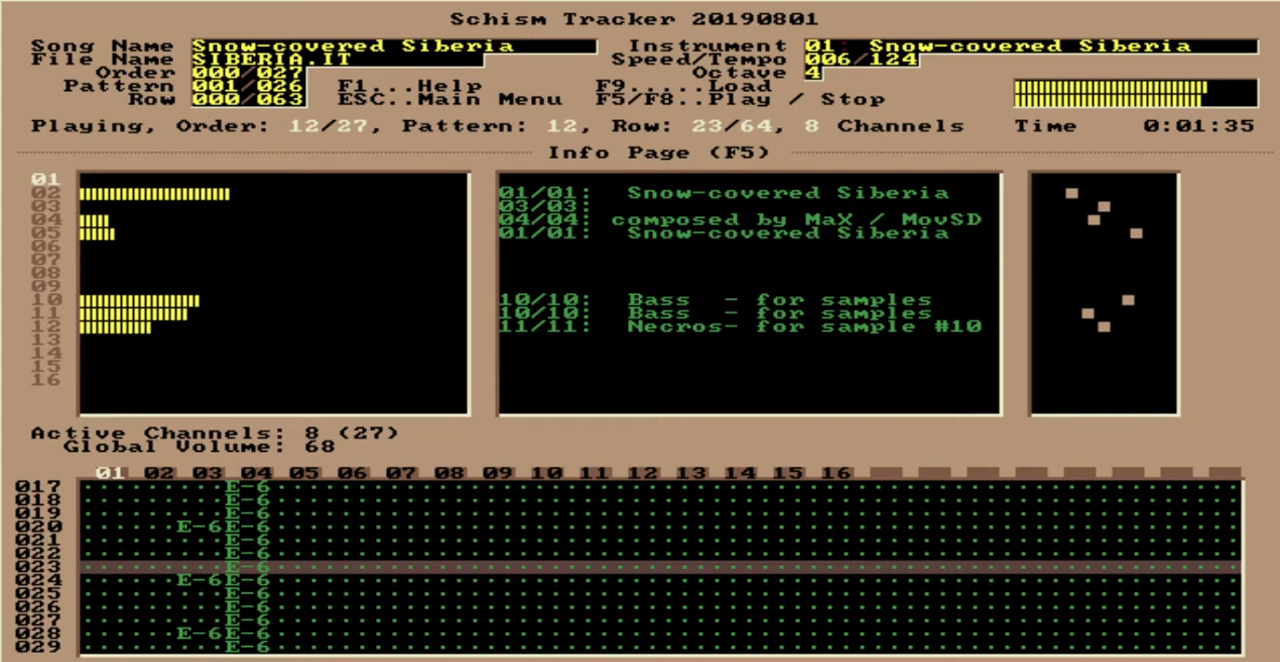 Schism Tracker 20190801
Song Name Snow-covered Siberia Instrument 01: Snow-covered Siberia
File Name SIBERIA.IT Speed/Tempo 006/124
Order 000/027 Octave 4
Pattern 001/026 F1...Help F9....Load
Row 000/063 ESC..Main Menu F5/F8..Play / Stop
Playing, Order: 12/27, Pattern: 12, Row: 23/64, 8 Channels Time 0:01:35
Info Page (F5)
01
02 01/01: Snow-covered Siberia
03 03/03:
04 04/04: composed by MaX / MovSD
05 01/01: Snow-covered Siberia
06
07
08
09
10 10/10: Bass - for samples
11 10/10: Bass - for samples
12 11/11: Necros- for sample #10
13
14
15
16
Active Channels: 8 (27)
Global Volume: 68
01 02 03 04 05 06 07 08 09 10 11 12 13 14 15 16
017 E-6
018 E-6
019 E-6
020 E-6 E-6
021 E-6
022 E-6
023 E-6
024 E-6 E-6
025 E-6
026 E-6
027 E-6
028 E-6 E-6
029 E-6